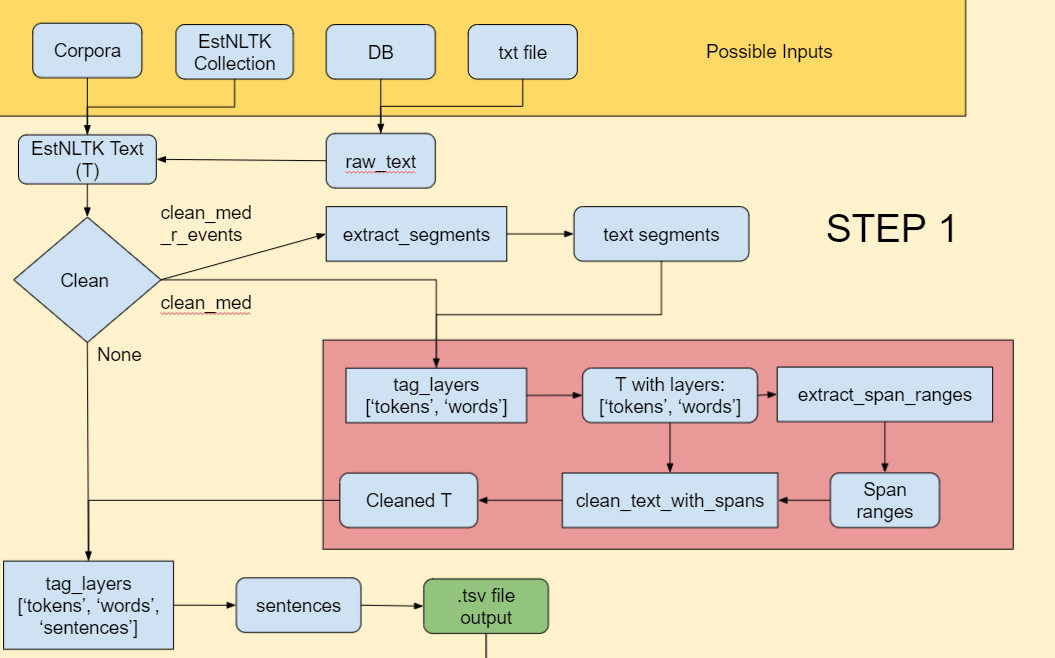 Corpora
EstNLTK
Collection
DB
txt file
Possible Inputs
EstNLTK Text
(T)
raw_text
clean_med
_r_events
extract_segments
text segments
STEP 1
Clean
clean_med
None
tag_layers
[‘tokens’, ‘words’]
T with layers:
[‘tokens’, ‘words’]
extract_span_ranges
Cleaned T
clean_text_with_spans
Span
ranges
tag_layers
[‘tokens’, ‘words’,
‘sentences’]
sentences
.tsv file
output